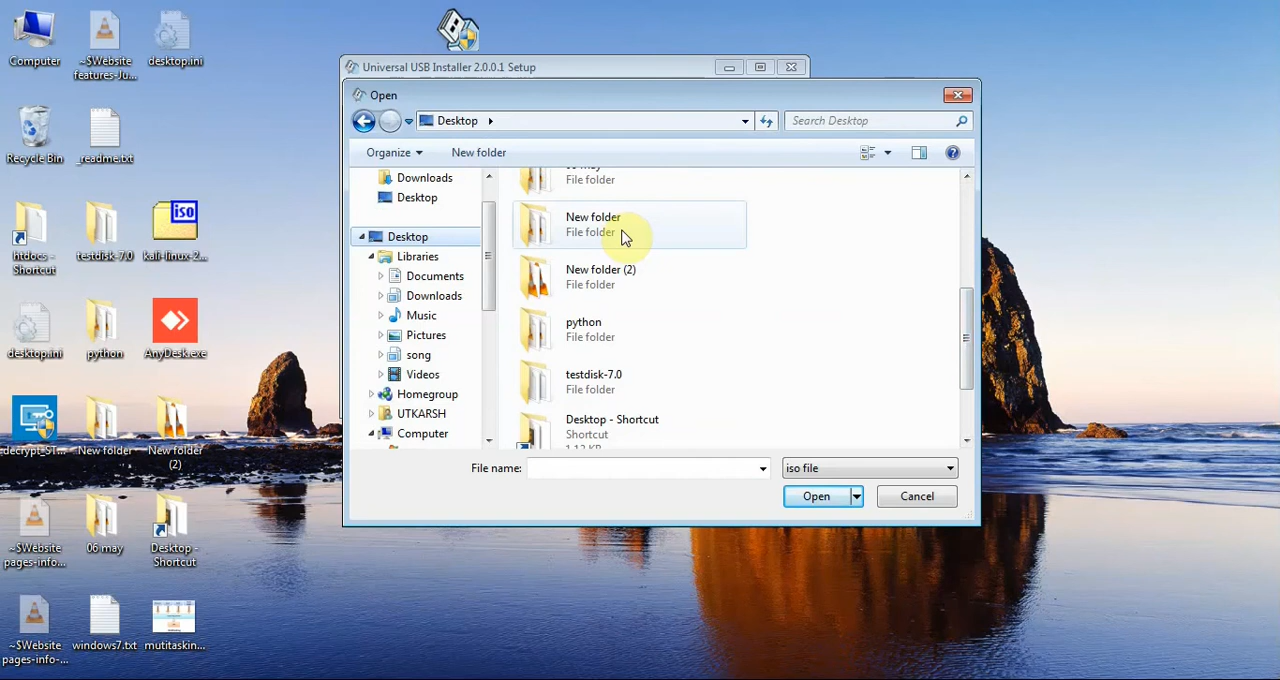 Computer
~$Website
features-Ju...
desktop.ini
Recycle Bin
_readme.txt
htdocs -
Shortcut
testdisk-7.0
iso
kali-linux-2...
desktop.ini
python
AnyDesk.exe
decrypt_ST...
New folder
New folder
(2)
~$Website
pages-info...
06 may
Desktop -
Shortcut
~$Website
pages-info-...
windows7.txt
mutitaskin...
Universal USB Installer 2.0.0.1 Setup
Open
Desktop
Search Desktop
Organize
New folder
Downloads
Desktop
Desktop
Libraries
Documents
Downloads
Music
Pictures
song
Videos
Homegroup
UTKARSH
Computer
06 may
File folder
New folder
File folder
New folder (2)
File folder
python
File folder
testdisk-7.0
File folder
Desktop - Shortcut
Shortcut
File name:
iso file
Open
Cancel